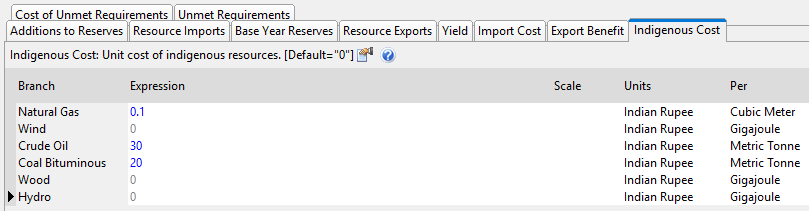 Cost of Unmet Requirements Unmet Requirements
Additions to Reserves Resource Imports Base Year Reserves Resource Exports Yield Import Cost Export Benefit Indigenous Cost
Indigenous Cost: Unit cost of indigenous resources. [Default="0"]
Branch Expression Scale Units Per
Natural Gas 0.1 Indian Rupee Cubic Meter
Wind 0 Indian Rupee Gigajoule
Crude Oil 30 Indian Rupee Metric Tonne
Coal Bituminous 20 Indian Rupee Metric Tonne
Wood 0 Indian Rupee Gigajoule
Hydro 0 Indian Rupee Gigajoule